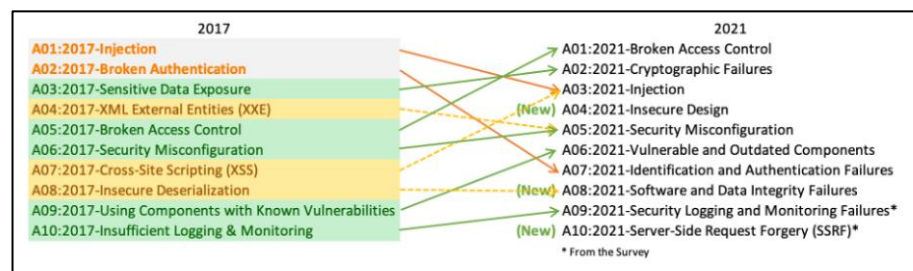 2017
A01:2017-Injection
A02:2017-Broken Authentication
A03:2017-Sensitive Data Exposure
A04:2017-XML External Entities (XXE)
A05:2017-Broken Access Control
A06:2017-Security Misconfiguration
A07:2017-Cross-Site Scripting (XSS)
A08:2017-Insecure Deserialization
A09:2017-Using Components with Known Vulnerabilities
A10:2017-Insufficient Logging & Monitoring
2021
A01:2021-Broken Access Control
A02:2021-Cryptographic Failures
A03:2021-Injection
(New) A04:2021-Insecure Design
A05:2021-Security Misconfiguration
A06:2021-Vulnerable and Outdated Components
A07:2021-Identification and Authentication Failures
(New) A08:2021-Software and Data Integrity Failures
A09:2021-Security Logging and Monitoring Failures*
(New) A10:2021-Server-Side Request Forgery (SSRF)*
* From the Survey